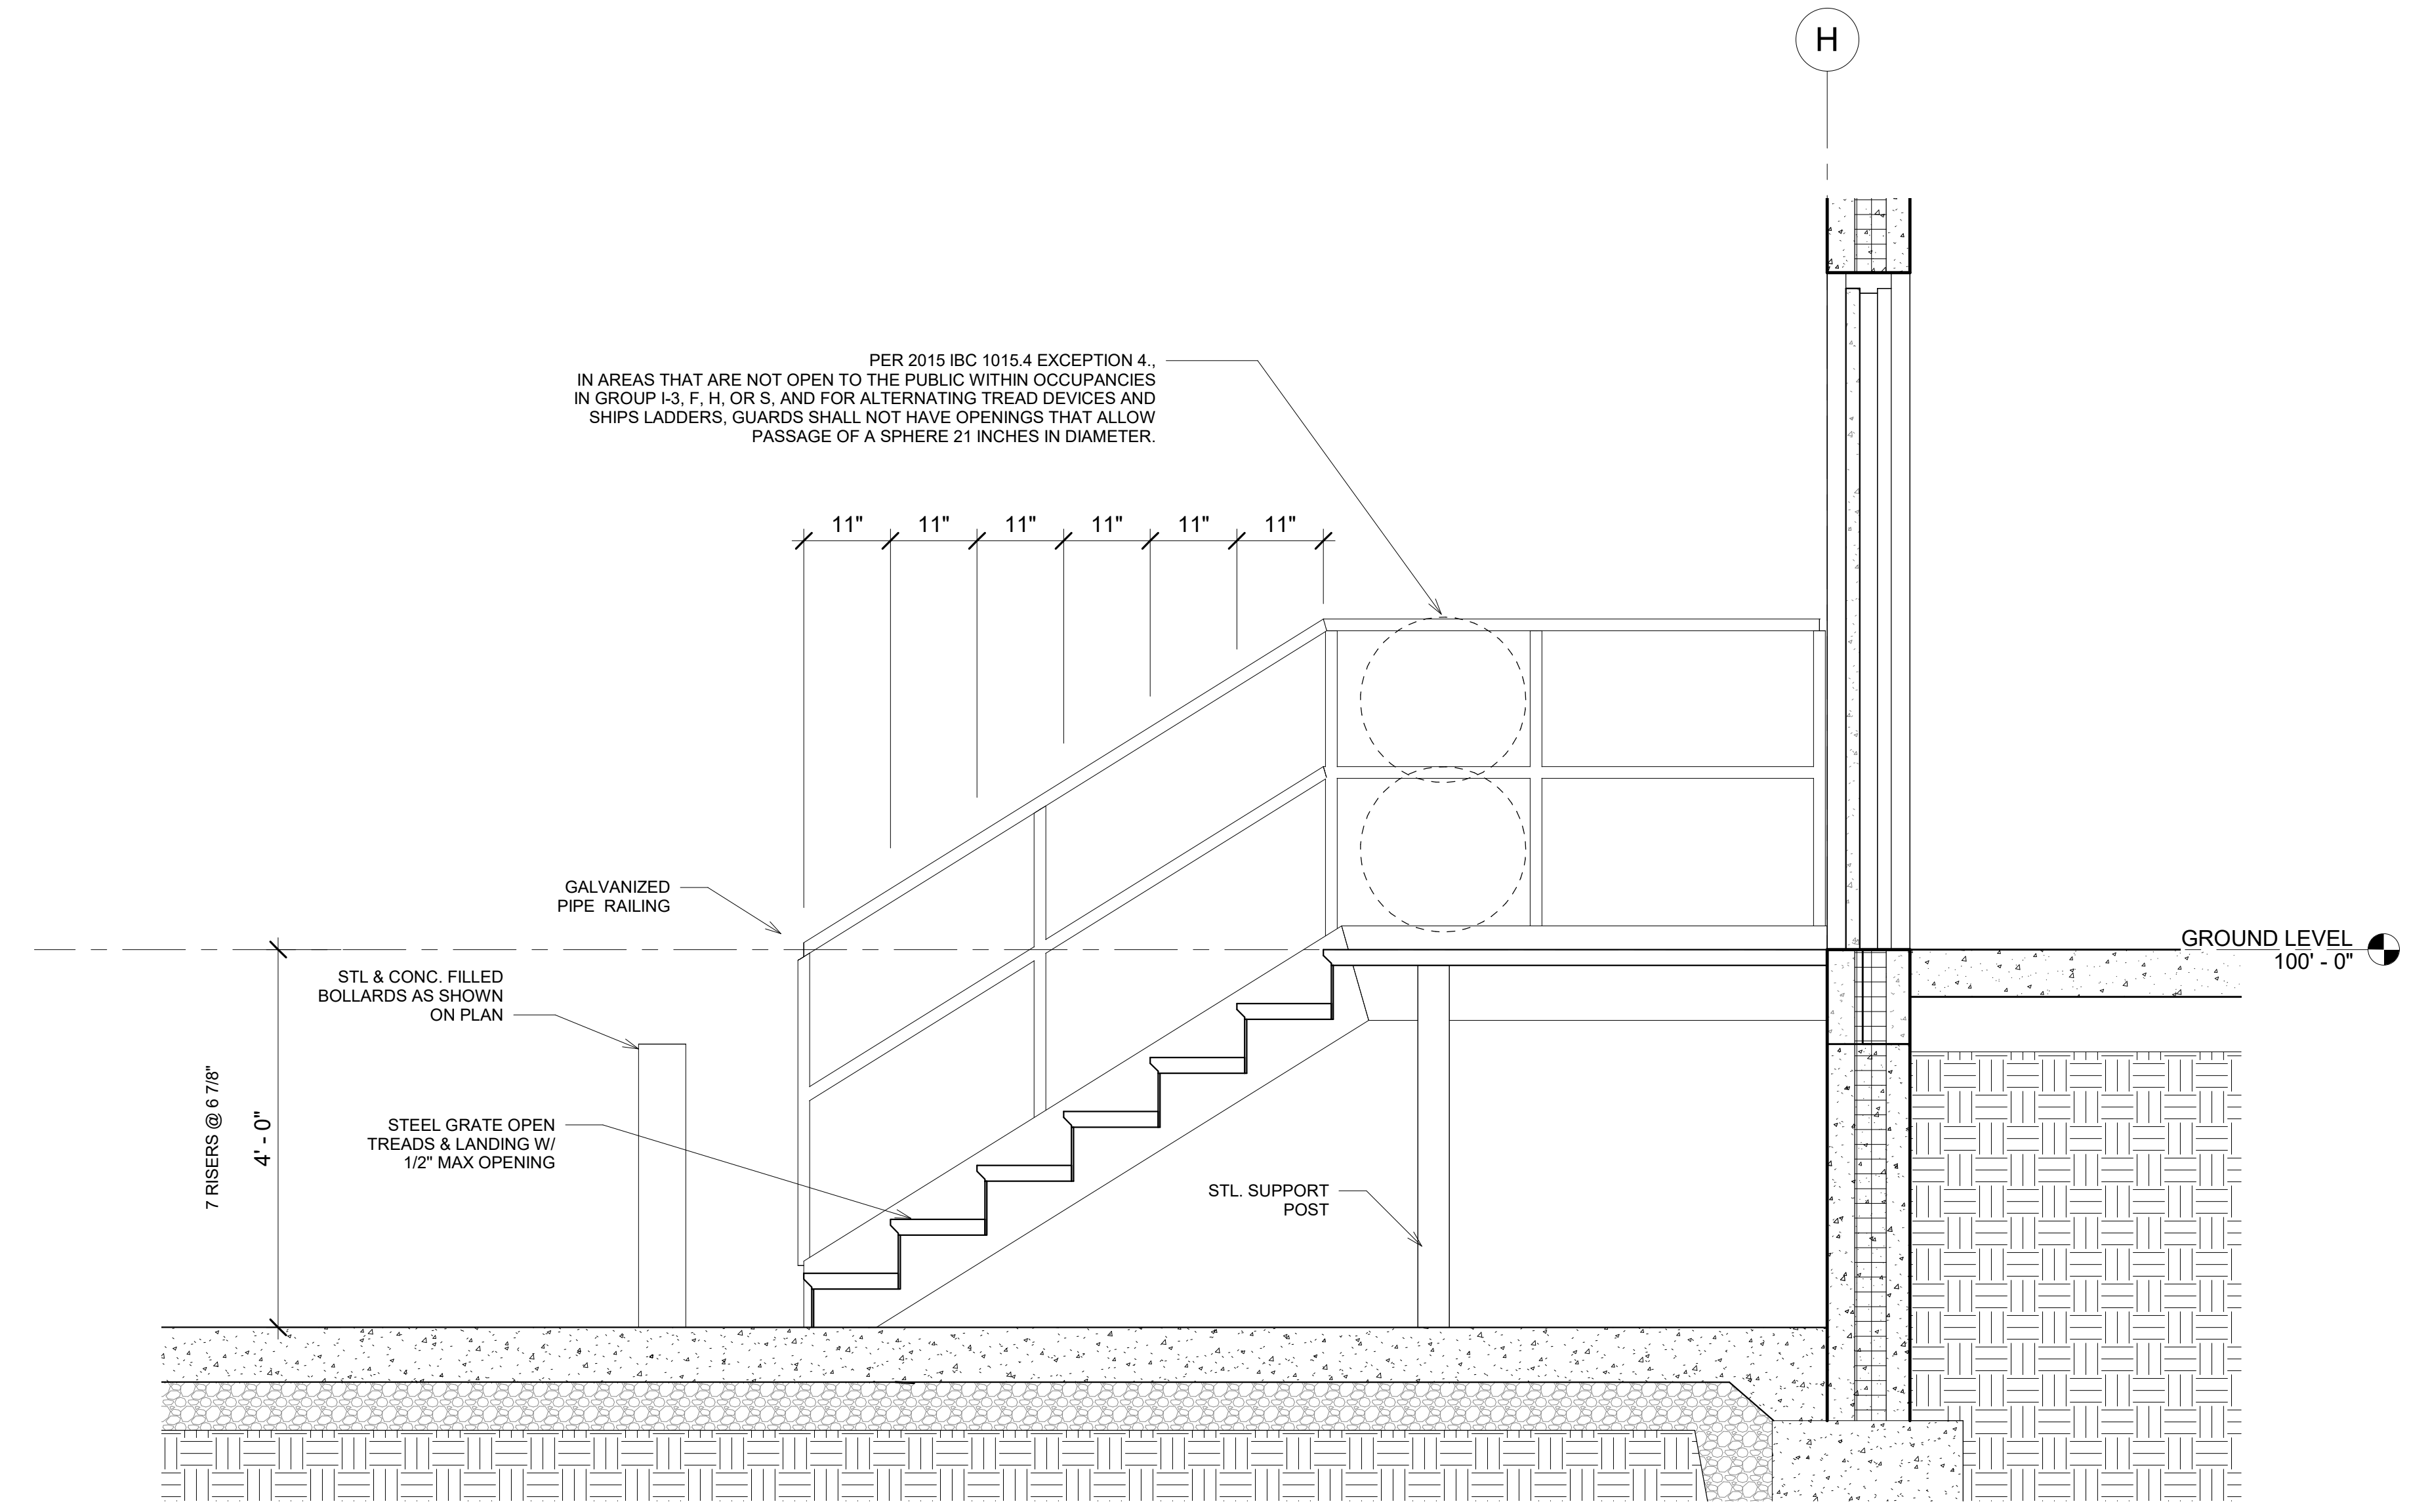 H
PER 2015 IBC 1015.4 EXCEPTION 4.,
IN AREAS THAT ARE NOT OPEN TO THE PUBLIC WITHIN OCCUPANCIES
IN GROUP I-3, F, H, OR S, AND FOR ALTERNATING TREAD DEVICES AND
SHIPS LADDERS, GUARDS SHALL NOT HAVE OPENINGS THAT ALLOW
PASSAGE OF A SPHERE 21 INCHES IN DIAMETER.
11" 11" 11" 11" 11" 11"
GALVANIZED
PIPE RAILING
GROUND LEVEL
100' - 0"
STL & CONC. FILLED
BOLLARDS AS SHOWN
ON PLAN
7 RISERS @ 6 7/8"
4' - 0"
STEEL GRATE OPEN
TREADS & LANDING W/
1/2" MAX OPENING
STL. SUPPORT
POST